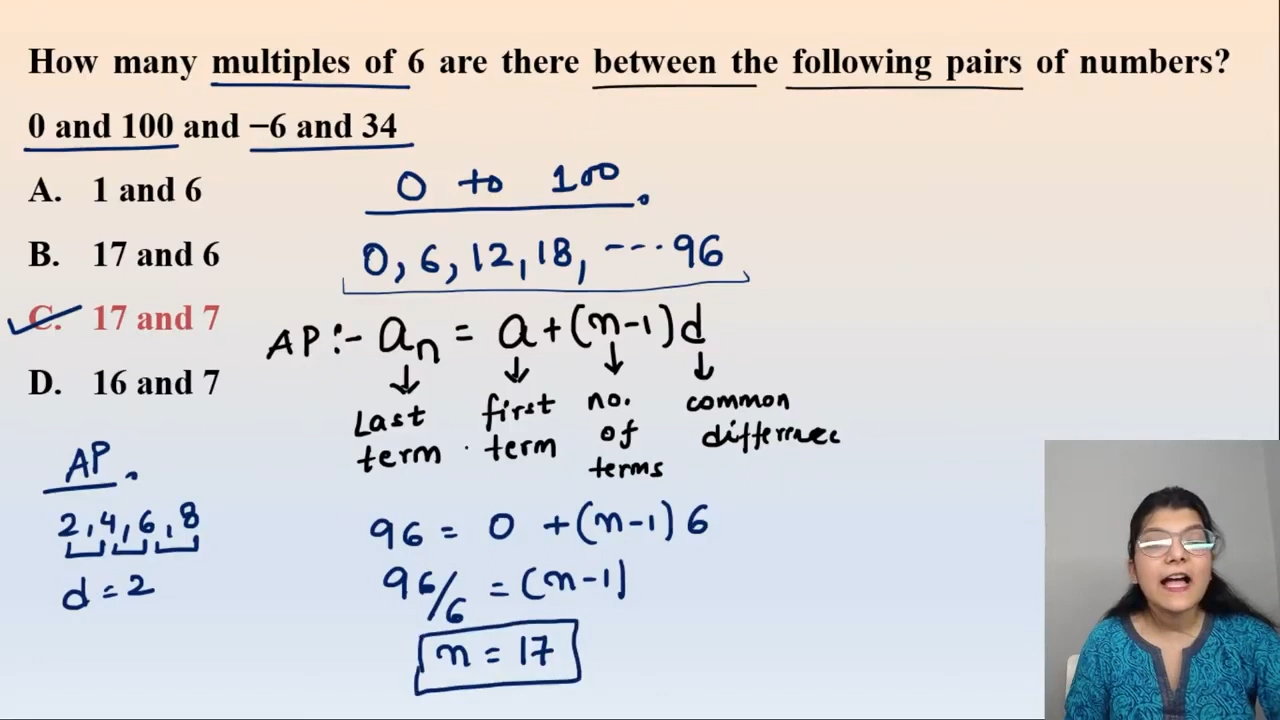 How many multiples of 6 are there between the following pairs of numbers?
0 and 100 and −6 and 34
A. 1 and 6
B. 17 and 6
C. 17 and 7
D. 16 and 7
0 to 100.
0, 6, 12, 18, ---- 96
AP :- an = a + (n-1)d
Last term
first term
no. of terms
common difference
AP.
2, 4, 6, 8
d = 2
96 = 0 + (n-1) 6
96/6 = (n-1)
n = 17